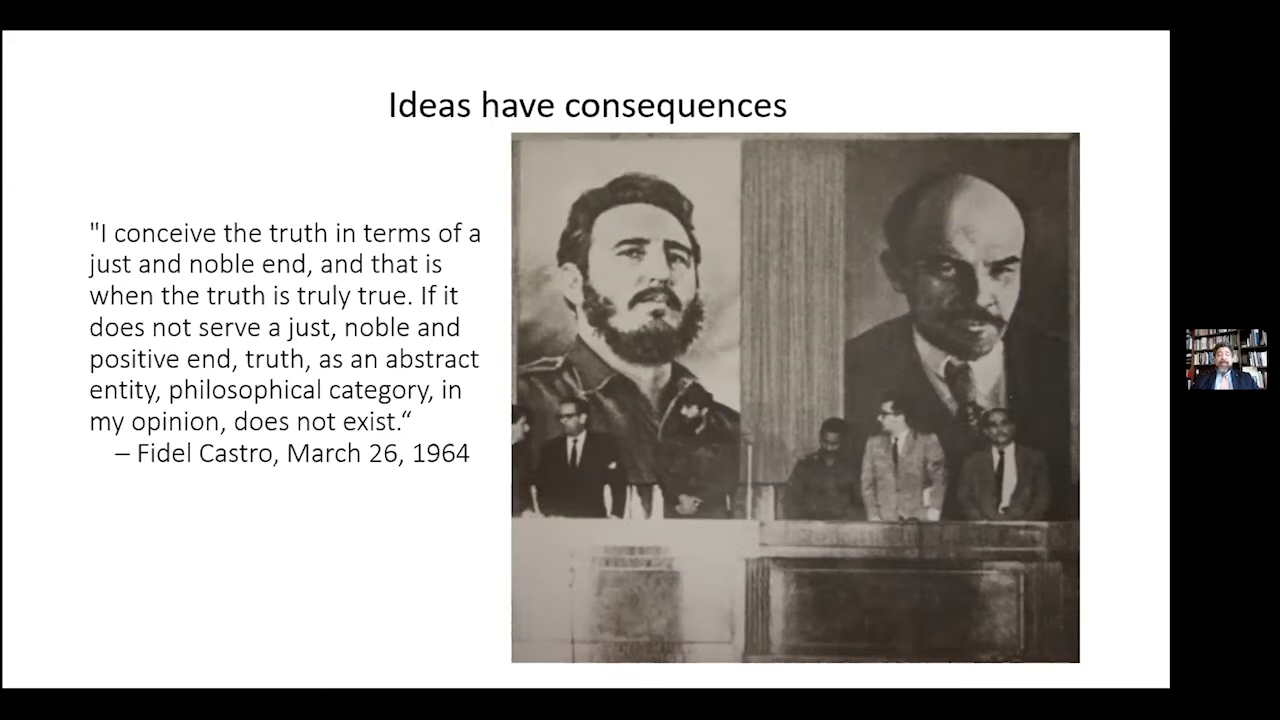 Ideas have consequences
"I conceive the truth in terms of a
just and noble end, and that is
when the truth is truly true. If it
does not serve a just, noble and
positive end, truth, as an abstract
entity, philosophical category, in
my opinion, does not exist.“
– Fidel Castro, March 26, 1964